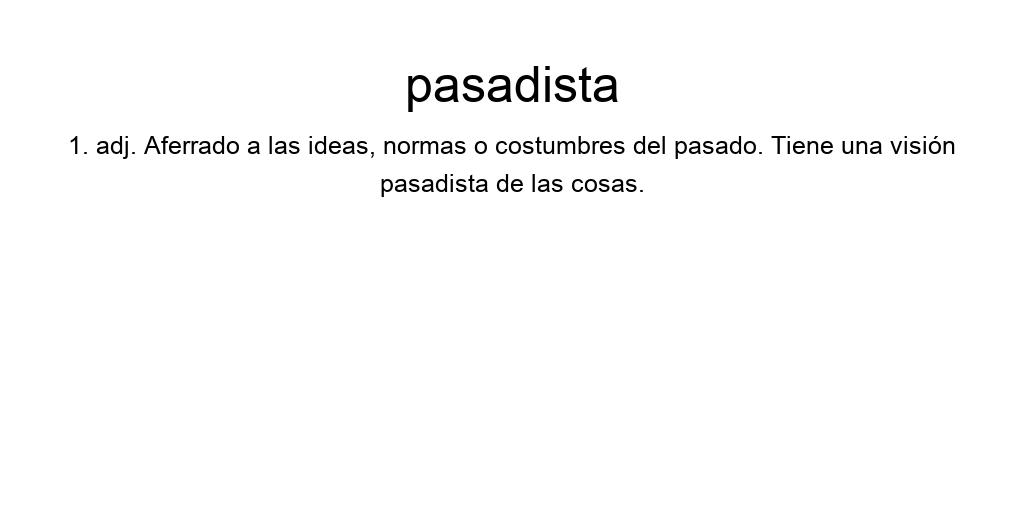 pasadista
1. adj. Aferrado a las ideas, normas o costumbres del pasado. Tiene una visión
pasadista de las cosas.